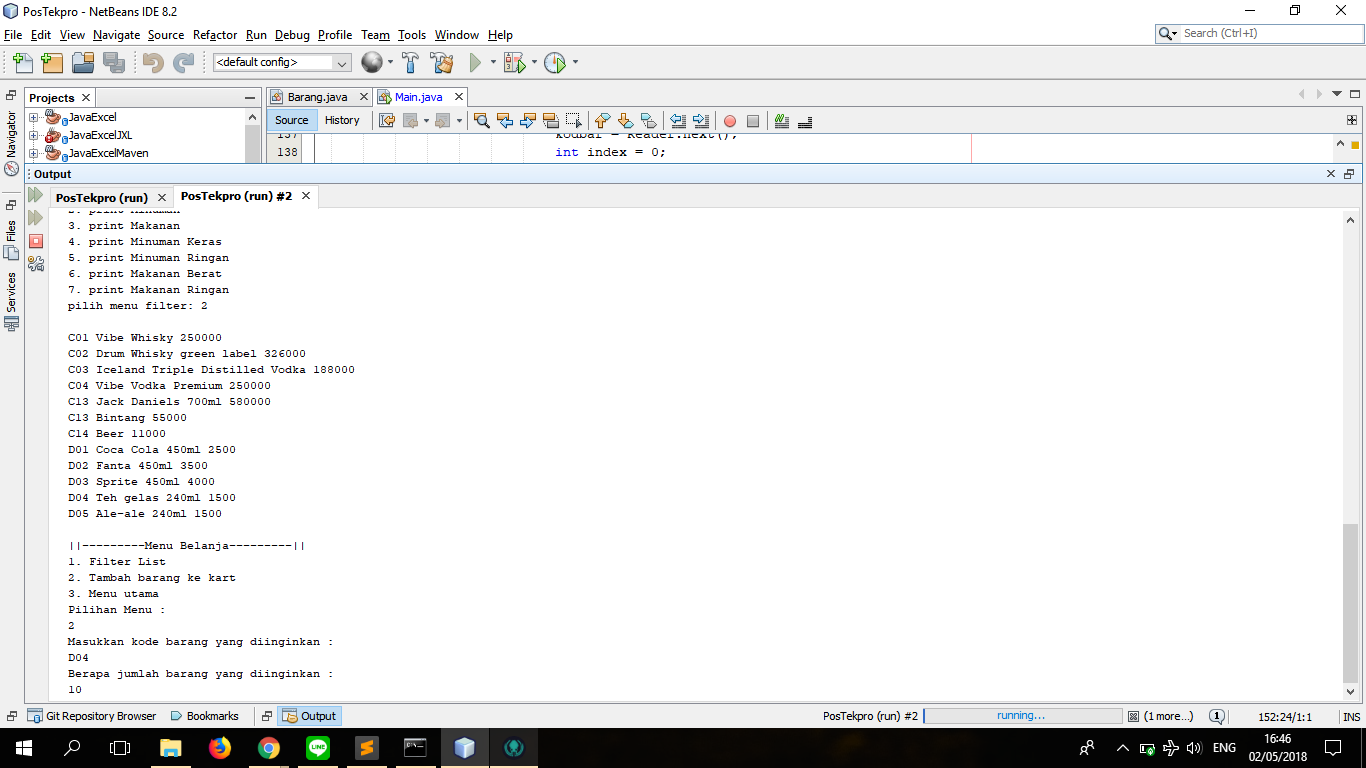 PosTekpro - NetBeans IDE 8.2
File Edit View Navigate Source Refactor Run Debug Profile Team Tools Window Help
Search (Ctrl+I)
<default config>
Projects
Barang.java Main.java
Navigator
Files
Services
JavaExcel
JavaExcelJXL
JavaExcelMaven
Source History
137 kodbar = Reader.next();
138 int index = 0;
Output
PosTekpro (run) PosTekpro (run) #2
2. print Minuman
3. print Makanan
4. print Minuman Keras
5. print Minuman Ringan
6. print Makanan Berat
7. print Makanan Ringan
pilih menu filter: 2
C01 Vibe Whisky 250000
C02 Drum Whisky green label 326000
C03 Iceland Triple Distilled Vodka 188000
C04 Vibe Vodka Premium 250000
C13 Jack Daniels 700ml 580000
C13 Bintang 55000
C14 Beer 11000
D01 Coca Cola 450ml 2500
D02 Fanta 450ml 3500
D03 Sprite 450ml 4000
D04 Teh gelas 240ml 1500
D05 Ale-ale 240ml 1500
||---------Menu Belanja---------||
1. Filter List
2. Tambah barang ke kart
3. Menu utama
Pilihan Menu :
2
Masukkan kode barang yang diinginkan :
D04
Berapa jumlah barang yang diinginkan :
10
Git Repository Browser Bookmarks Output
PosTekpro (run) #2 running... (1 more...) 1 152:24/1:1 INS
LINE
C:\_
ENG
16:46
02/05/2018